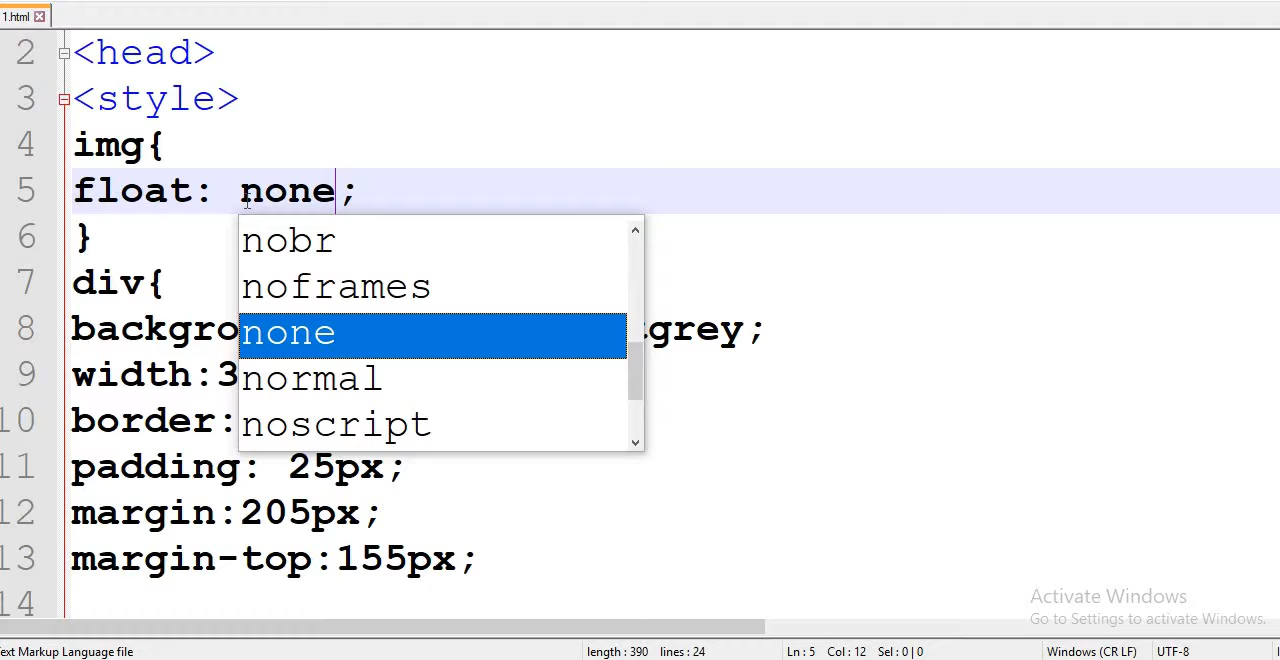 1.html
2 <head>
3 <style>
4 img{
5 float: none;
6 }
nobr
7 div{
noframes
8 backgro grey;
none
9 width:3
normal
10 border:
noscript
11 padding: 25px;
12 margin:205px;
13 margin-top:155px;
14
Activate Windows
Go to Settings to activate Windows.
ext Markup Language file length : 390 lines : 24 Ln : 5 Col : 12 Sel : 0 | 0 Windows (CR LF) UTF-8